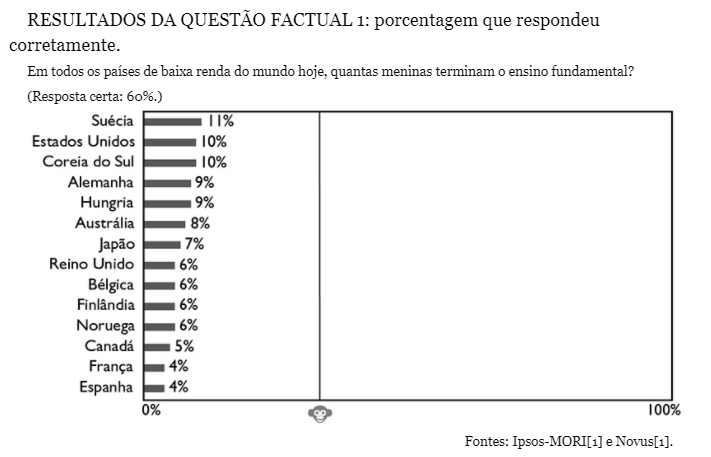 RESULTADOS DA QUESTÃO FACTUAL 1: porcentagem que respondeu
corretamente.
Em todos os países de baixa renda do mundo hoje, quantas meninas terminam o ensino fundamental?
(Resposta certa: 60%.)
Suécia 11%
Estados Unidos 10%
Coreia do Sul 10%
Alemanha 9%
Hungria 9%
Austrália 8%
Japão 7%
Reino Unido 6%
Bélgica 6%
Finlândia 6%
Noruega 6%
Canadá 5%
França 4%
Espanha 4%
0% 100%
Fontes: Ipsos-MORI[1] e Novus[1].